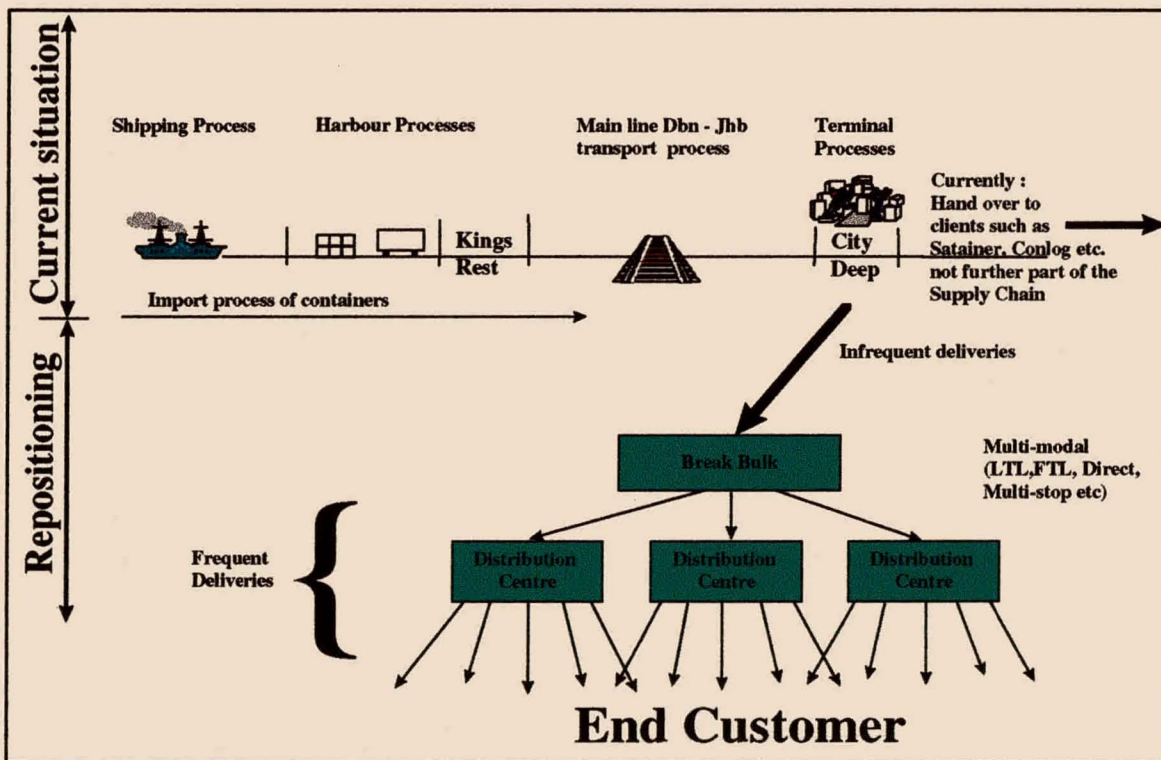 Current situation
Shipping Process
Harbour Processes
Main line Dbn - Jhb
transport process
Terminal
Processes
Kings
Rest
City
Deep
Currently :
Hand over to
clients such as
Satainer. Conlog etc.
not further part of the
Supply Chain
Import process of containers
Repositioning
Infrequent deliveries
Break Bulk
Multi-modal
(LTL,FTL, Direct,
Multi-stop etc)
Frequent
Deliveries
Distribution
Centre
Distribution
Centre
Distribution
Centre
End Customer